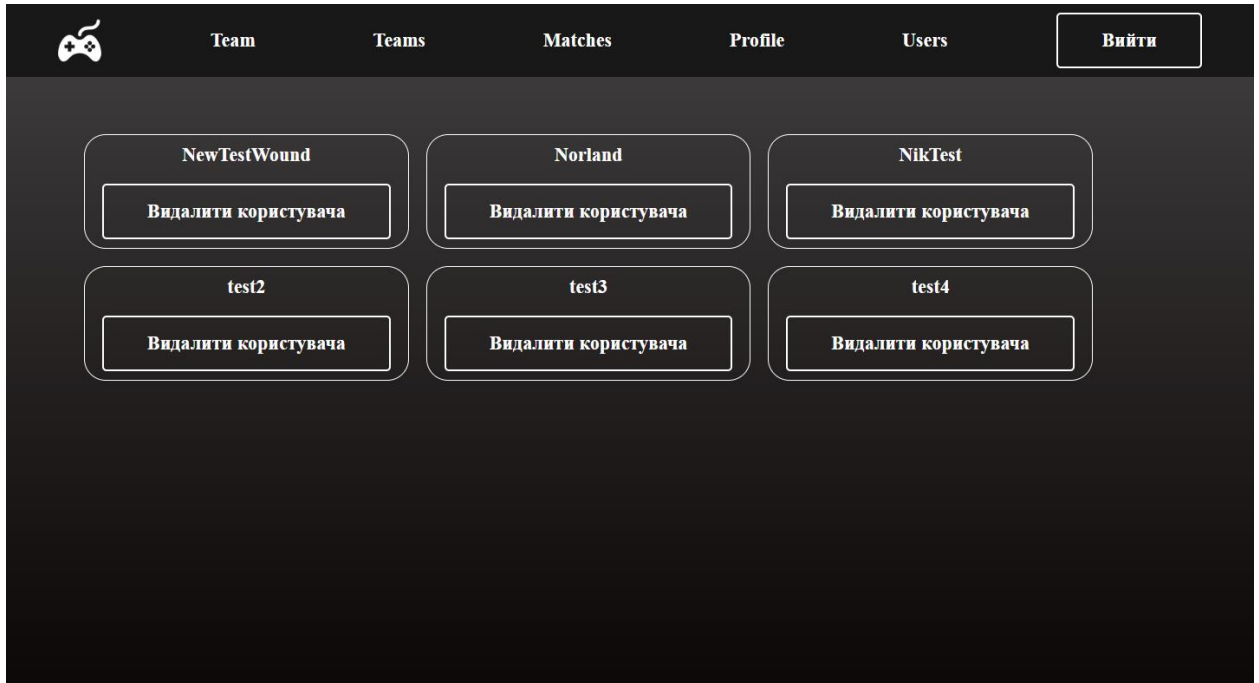 Team Teams Matches Profile Users Вийти
NewTestWound Norland NikTest
Видалити користувача Видалити користувача Видалити користувача
test2 test3 test4
Видалити користувача Видалити користувача Видалити користувача